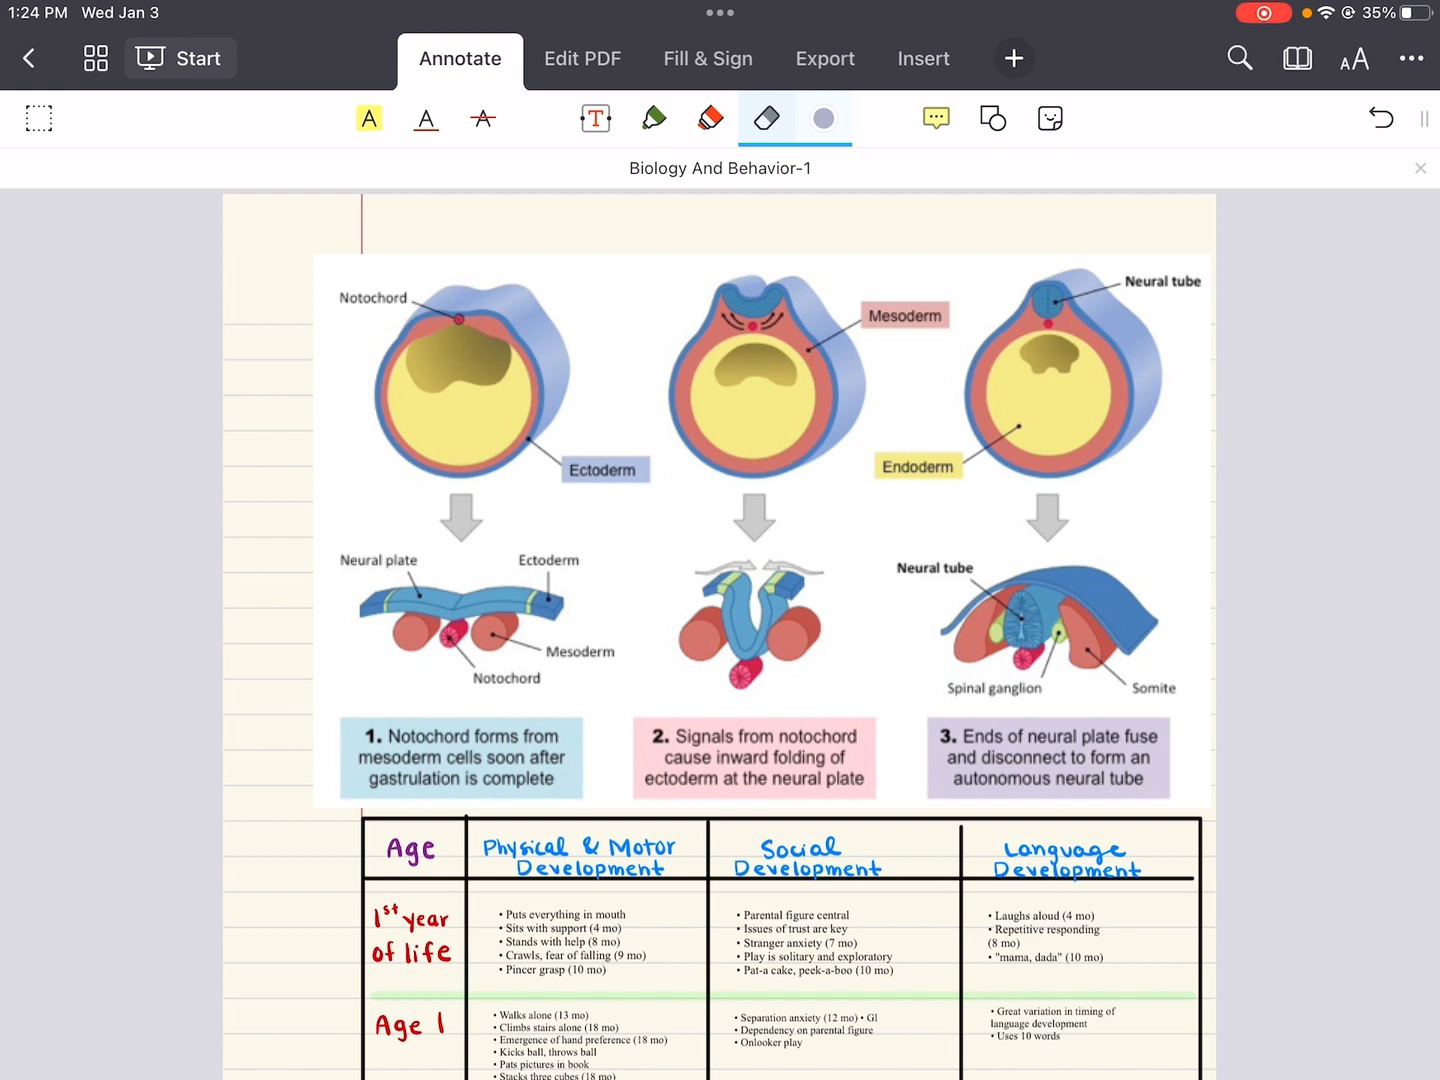 1:24 PM Wed Jan 3
35%
Start
Annotate
Edit PDF
Fill & Sign
Export
Insert
Biology And Behavior-1
Notochord
Ectoderm
Mesoderm
Neural tube
Endoderm
Neural plate
Ectoderm
Mesoderm
Notochord
Neural tube
Spinal ganglion
Somite
1. Notochord forms from
mesoderm cells soon after
gastrulation is complete
2. Signals from notochord
cause inward folding of
ectoderm at the neural plate
3. Ends of neural plate fuse
and disconnect to form an
autonomous neural tube
Age
Physical & Motor
Development
Social
Development
Language
Development
1st year
of life
• Puts everything in mouth
• Sits with support (4 mo)
• Stands with help (8 mo)
• Crawls, fear of falling (9 mo)
• Pincer grasp (10 mo)
• Parental figure central
• Issues of trust are key
• Stranger anxiety (7 mo)
• Play is solitary and exploratory
• Pat-a cake, peek-a-boo (10 mo)
• Laughs aloud (4 mo)
• Repetitive responding
(8 mo)
• "mama, dada" (10 mo)
Age 1
• Walks alone (13 mo)
• Climbs stairs alone (18 mo)
• Emergence of hand preference (18 mo)
• Kicks ball, throws ball
• Pats pictures in book
• Stacks three cubes (18 mo)
• Separation anxiety (12 mo) • Gl
• Dependency on parental figure
• Onlooker play
• Great variation in timing of
language development
• Uses 10 words